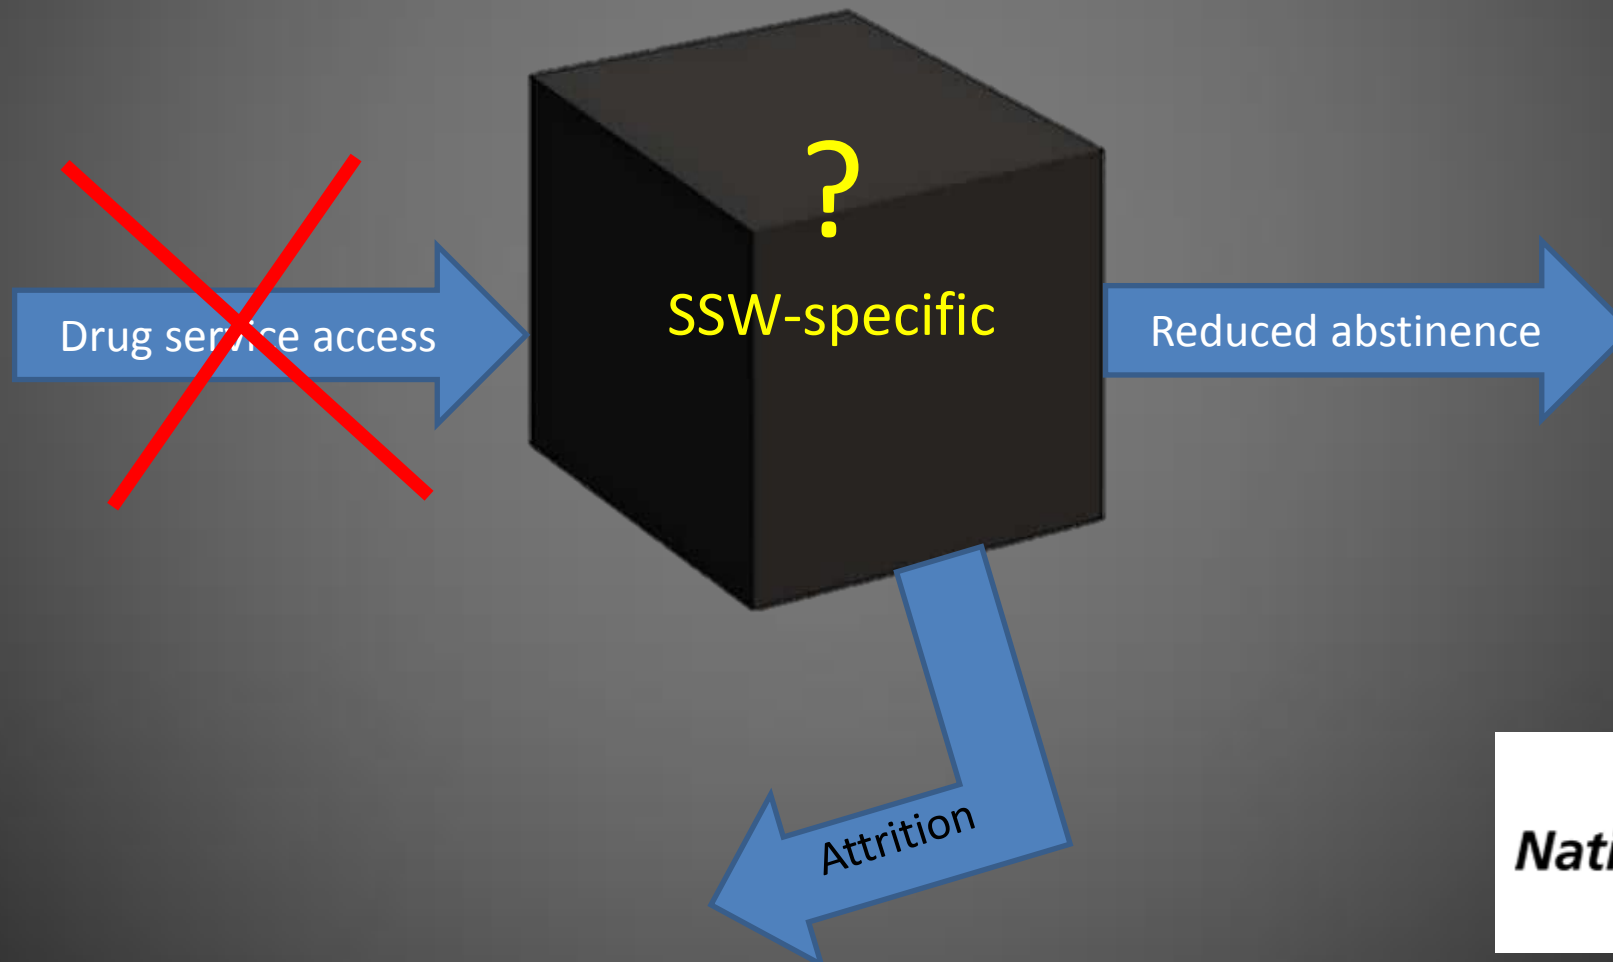 ?
SSW-specific
Drug service access
Reduced abstinence
Attrition